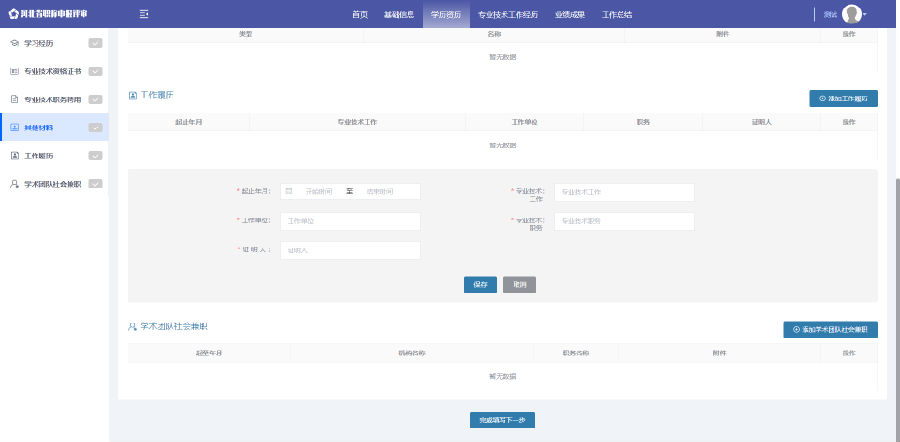 河北省职称申报评审
首页 基础信息 学历资历 专业技术工作经历 业绩成果 工作总结
测试
学习经历
专业技术资格证书
专业技术职务聘用
其他材料
工作履历
学术团队社会兼职
类型 名称 附件 操作
暂无数据
工作履历
添加工作履历
起止年月 专业技术工作 工作单位 职务 证明人 操作
暂无数据
* 起止年月: 开始时间 至 结束时间
* 专业技术:
工作
专业技术工作
* 工作单位: 工作单位
* 专业技术:
职务
专业技术职务
* 证 明 人: 证明人
保存 取消
学术团队社会兼职
添加学术团队社会兼职
起至年月 机构名称 职务名称 附件 操作
暂无数据
完成填写下一步